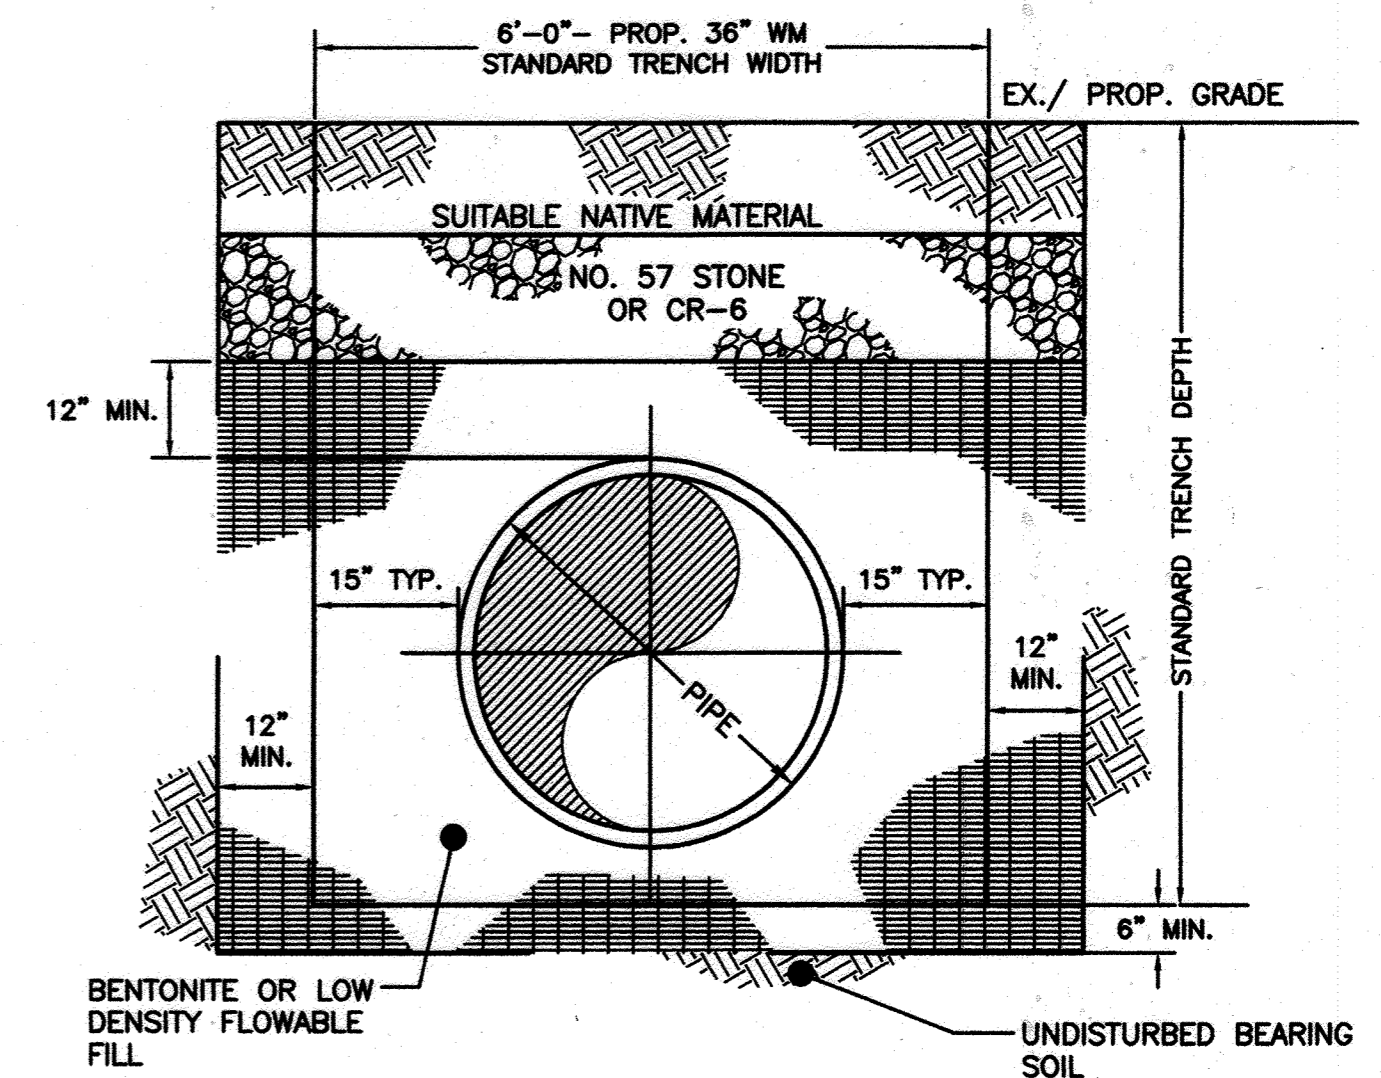 6'-0"- PROP. 36" WM
STANDARD TRENCH WIDTH
EX./ PROP. GRADE
SUITABLE NATIVE MATERIAL
NO. 57 STONE
OR CR-6
12" MIN.
STANDARD TRENCH DEPTH
15" TYP.
15" TYP.
12"
MIN.
PIPE
12"
MIN.
6" MIN.
BENTONITE OR LOW
DENSITY FLOWABLE
FILL
UNDISTURBED BEARING
SOIL